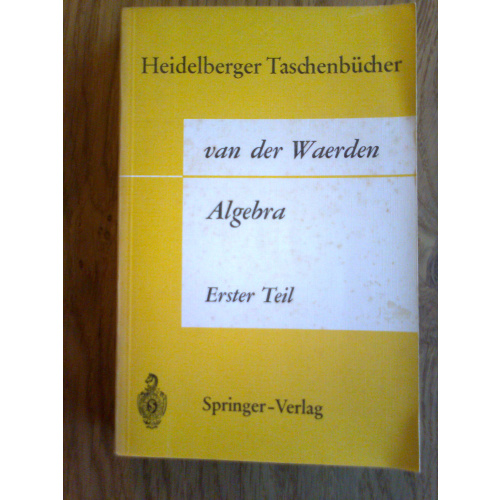 Heidelberger Taschenbücher
van der Waerden
Algebra
Erster Teil
Springer-Verlag